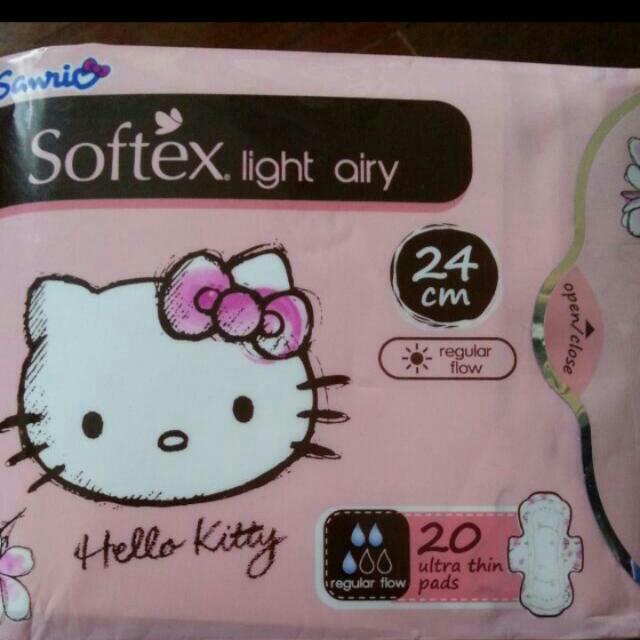 Sanrio
Softex® light airy
24
cm
regular
flow
open/close
Hello Kitty
20
ultra thin
pads
regular flow